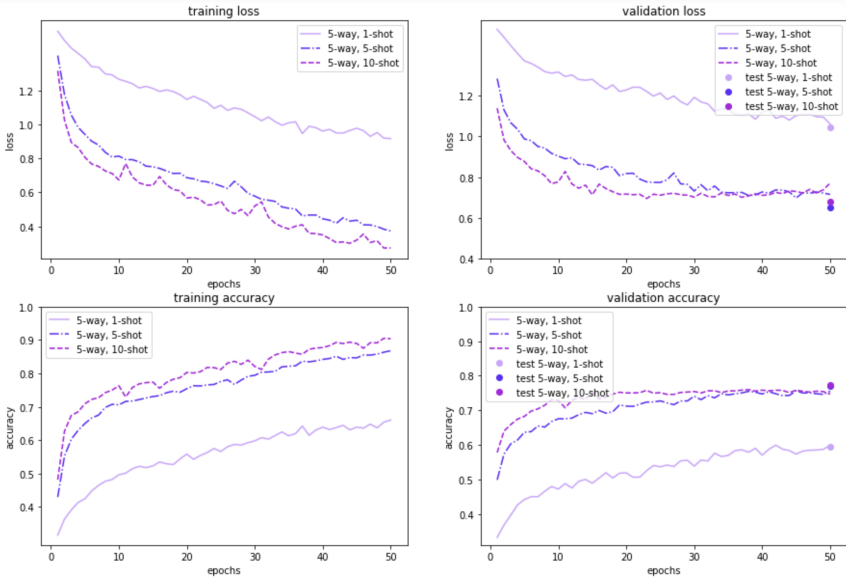 training loss
5-way, 1-shot
5-way, 5-shot
5-way, 10-shot
loss
1.2
1.0
0.8
0.6
0.4
0 10 20 30 40 50
epochs
validation loss
5-way, 1-shot
5-way, 5-shot
5-way, 10-shot
test 5-way, 1-shot
test 5-way, 5-shot
test 5-way, 10-shot
loss
1.2
1.0
0.8
0.6
0.4
0 10 20 30 40 50
epochs
training accuracy
5-way, 1-shot
5-way, 5-shot
5-way, 10-shot
accuracy
1.0
0.9
0.8
0.7
0.6
0.5
0.4
0 10 20 30 40 50
epochs
validation accuracy
5-way, 1-shot
5-way, 5-shot
5-way, 10-shot
test 5-way, 1-shot
test 5-way, 5-shot
test 5-way, 10-shot
accuracy
1.0
0.9
0.8
0.7
0.6
0.5
0.4
0 10 20 30 40 50
epochs